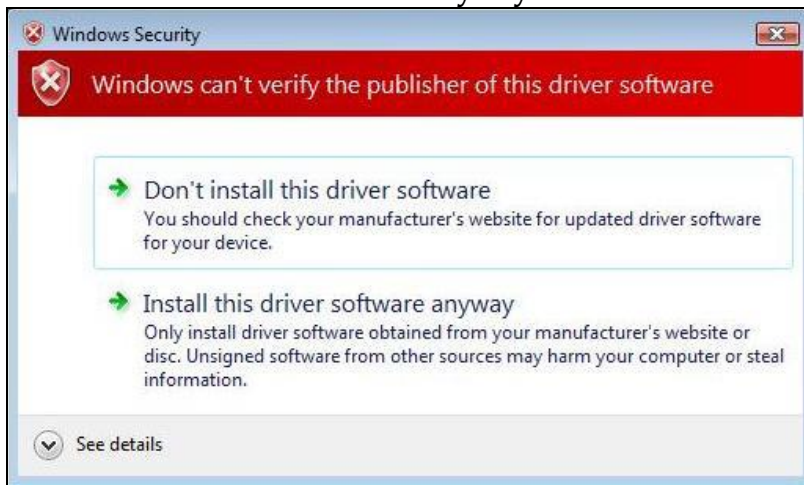 Windows Security
Windows can't verify the publisher of this driver software
Don't install this driver software
You should check your manufacturer's website for updated driver software
for your device.
Install this driver software anyway
Only install driver software obtained from your manufacturer's website or
disc. Unsigned software from other sources may harm your computer or steal
information.
See details